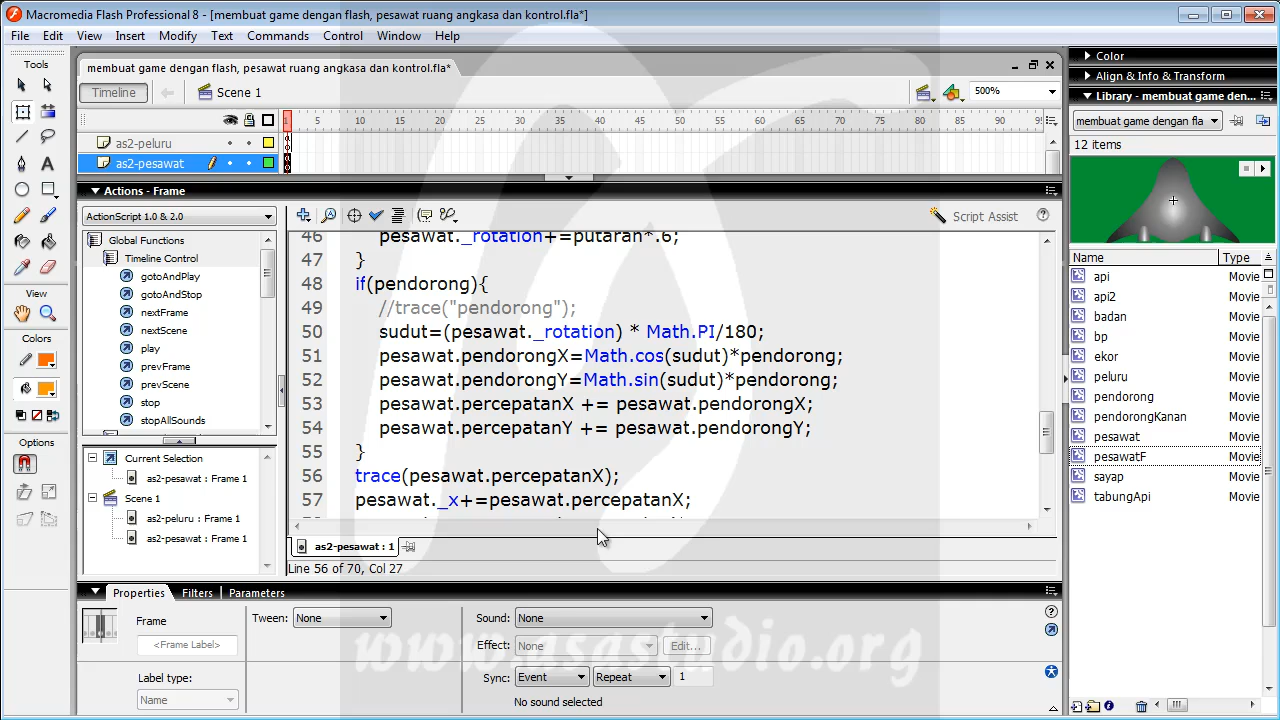 Macromedia Flash Professional 8 - [membuat game dengan flash, pesawat ruang angkasa dan kontrol.fla*]
File Edit View Insert Modify Text Commands Control Window Help
Tools
View
Colors
Options
membuat game dengan flash, pesawat ruang angkasa dan kontrol.fla*
Timeline Scene 1 500%
1 5 10 15 20 25 30 35 40 45 50 55 60 65 70 75 80 85 90 95
as2-peluru
as2-pesawat
Actions - Frame
ActionScript 1.0 & 2.0
Script Assist
Global Functions
Timeline Control
gotoAndPlay
gotoAndStop
nextFrame
nextScene
play
prevFrame
prevScene
stop
stopAllSounds
Current Selection
as2-pesawat : Frame 1
Scene 1
as2-peluru : Frame 1
as2-pesawat : Frame 1
46 pesawat._rotation+=putaran*.6;
47 }
48 if(pendorong){
49 //trace("pendorong");
50 sudut=(pesawat._rotation) * Math.PI/180;
51 pesawat.pendorongX=Math.cos(sudut)*pendorong;
52 pesawat.pendorongY=Math.sin(sudut)*pendorong;
53 pesawat.percepatanX += pesawat.pendorongX;
54 pesawat.percepatanY += pesawat.pendorongY;
55 }
56 trace(pesawat.percepatanX);
57 pesawat._x+=pesawat.percepatanX;
as2-pesawat : 1
Line 56 of 70, Col 27
Properties Filters Parameters
Frame
<Frame Label>
Label type:
Name
Tween: None
Sound: None
Effect: None Edit...
Sync: Event Repeat 1
No sound selected
www.asastudio.org
Color
Align & Info & Transform
Library - membuat game den...
membuat game dengan fla
12 items
Name Type
api Movie
api2 Movie
badan Movie
bp Movie
ekor Movie
peluru Movie
pendorong Movie
pendorongKanan Movie
pesawat Movie
pesawatF Movie
sayap Movie
tabungApi Movie